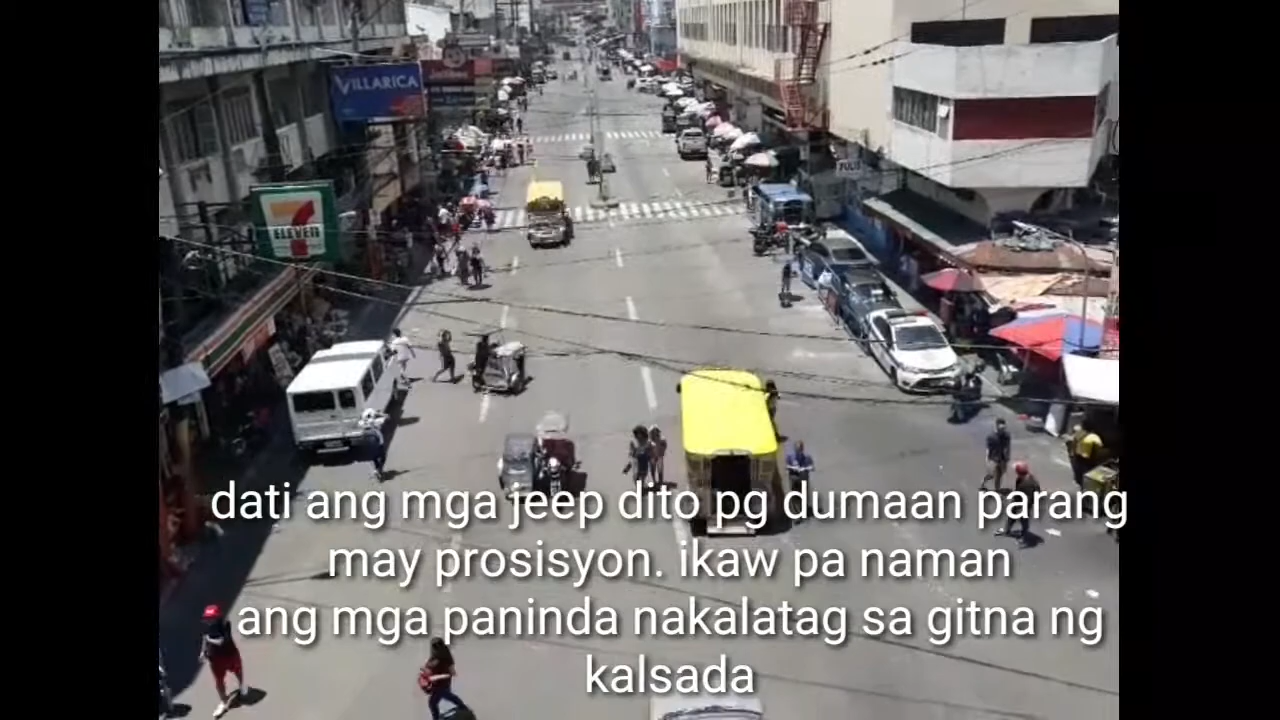 VILLARICA
7
ELEVEN
dati ang mga jeep dito pg dumaan parang
may prosisyon. ikaw pa naman
ang mga paninda nakalatag sa gitna ng
kalsada